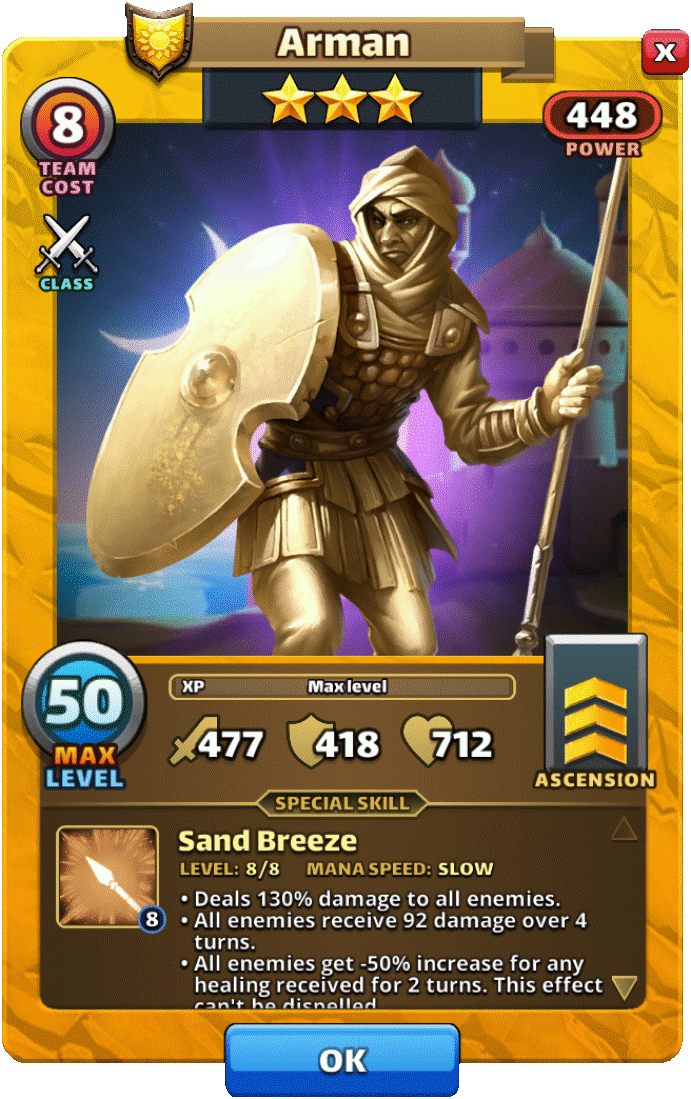 Arman
X
8
TEAM
COST
448
POWER
CLASS
50
MAX
LEVEL
XP Max level
477 418 712
ASCENSION
SPECIAL SKILL
Sand Breeze
LEVEL: 8/8 MANA SPEED: SLOW
8
• Deals 130% damage to all enemies.
• All enemies receive 92 damage over 4
turns.
• All enemies get -50% increase for any
healing received for 2 turns. This effect
can't be dispelled
OK